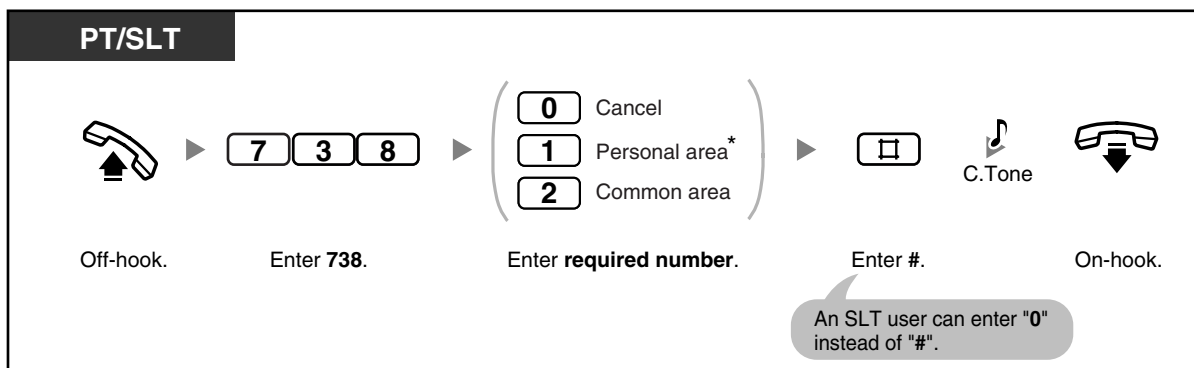 PT/SLT
7 3 8
0 Cancel
1 Personal area*
2 Common area
#
C.Tone
Off-hook.
Enter 738.
Enter required number.
Enter #.
On-hook.
An SLT user can enter "0"
instead of "#".